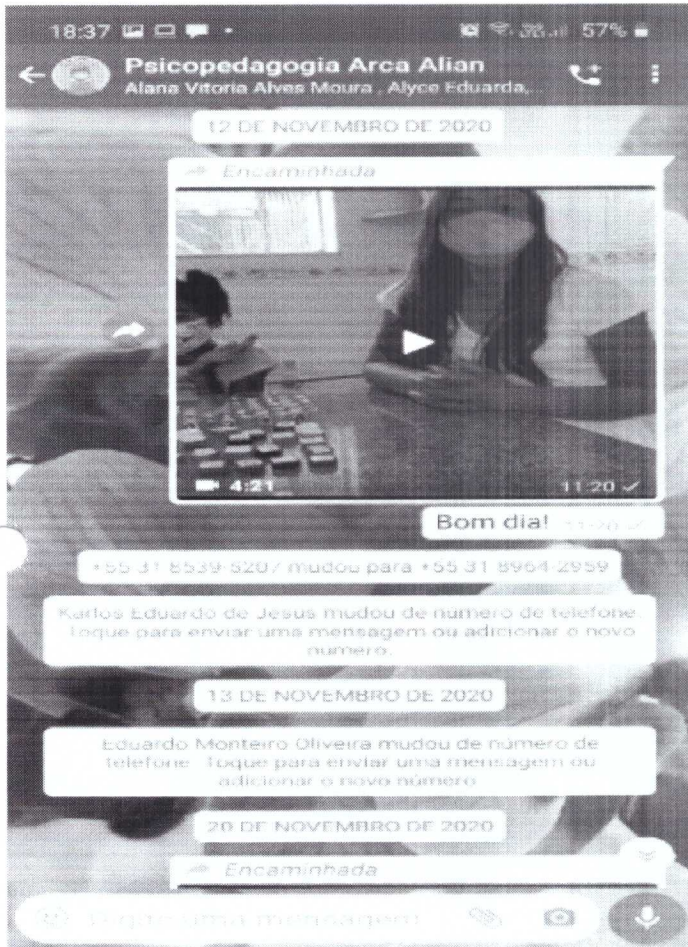 18:37 57%
Psicopedagogia Arca Alian
Alana Vitoria Alves Moura , Alyce Eduarda,...
12 DE NOVEMBRO DE 2020
Encaminhada
4:21 11:20
Bom dia! 11:20
+55 31 8539-5207 mudou para +55 31 8964-2959
Karlos Eduardo de Jesus mudou de número de telefone.
Toque para enviar uma mensagem ou adicionar o novo
número.
13 DE NOVEMBRO DE 2020
Eduardo Monteiro Oliveira mudou de número de
telefone. Toque para enviar uma mensagem ou
adicionar o novo número
20 DE NOVEMBRO DE 2020
Encaminhada
uma mensagem